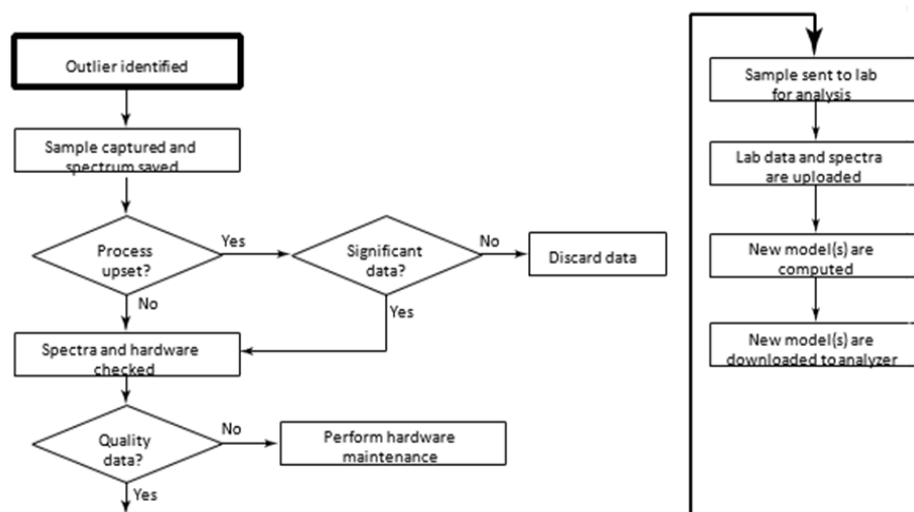 Outlier identified
Sample captured and
spectrum saved
Process
upset?
Yes
Significant
data?
No
Discard data
No
Yes
Spectra and hardware
checked
Quality
data?
No
Perform hardware
maintenance
Yes
Sample sent to lab
for analysis
Lab data and spectra
are uploaded
New model(s) are
computed
New model(s) are
downloaded to analyzer